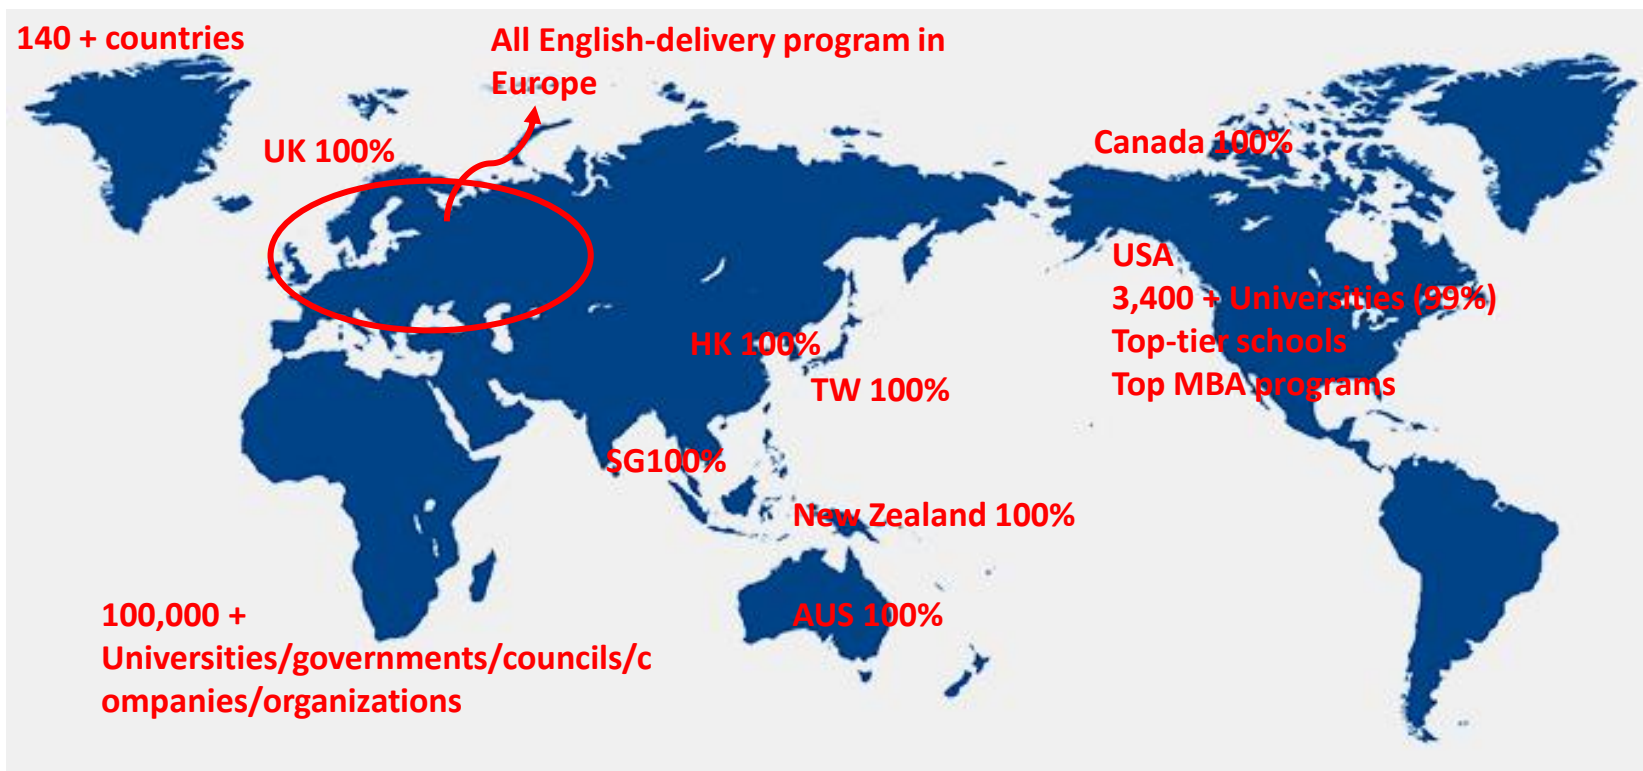 140 + countries
All English-delivery program in
Europe
UK 100%
Canada 100%
USA
3,400 + Universities (99%)
Top-tier schools
Top MBA programs
HK 100%
TW 100%
SG100%
New Zealand 100%
AUS 100%
100,000 +
Universities/governments/councils/c
ompanies/organizations